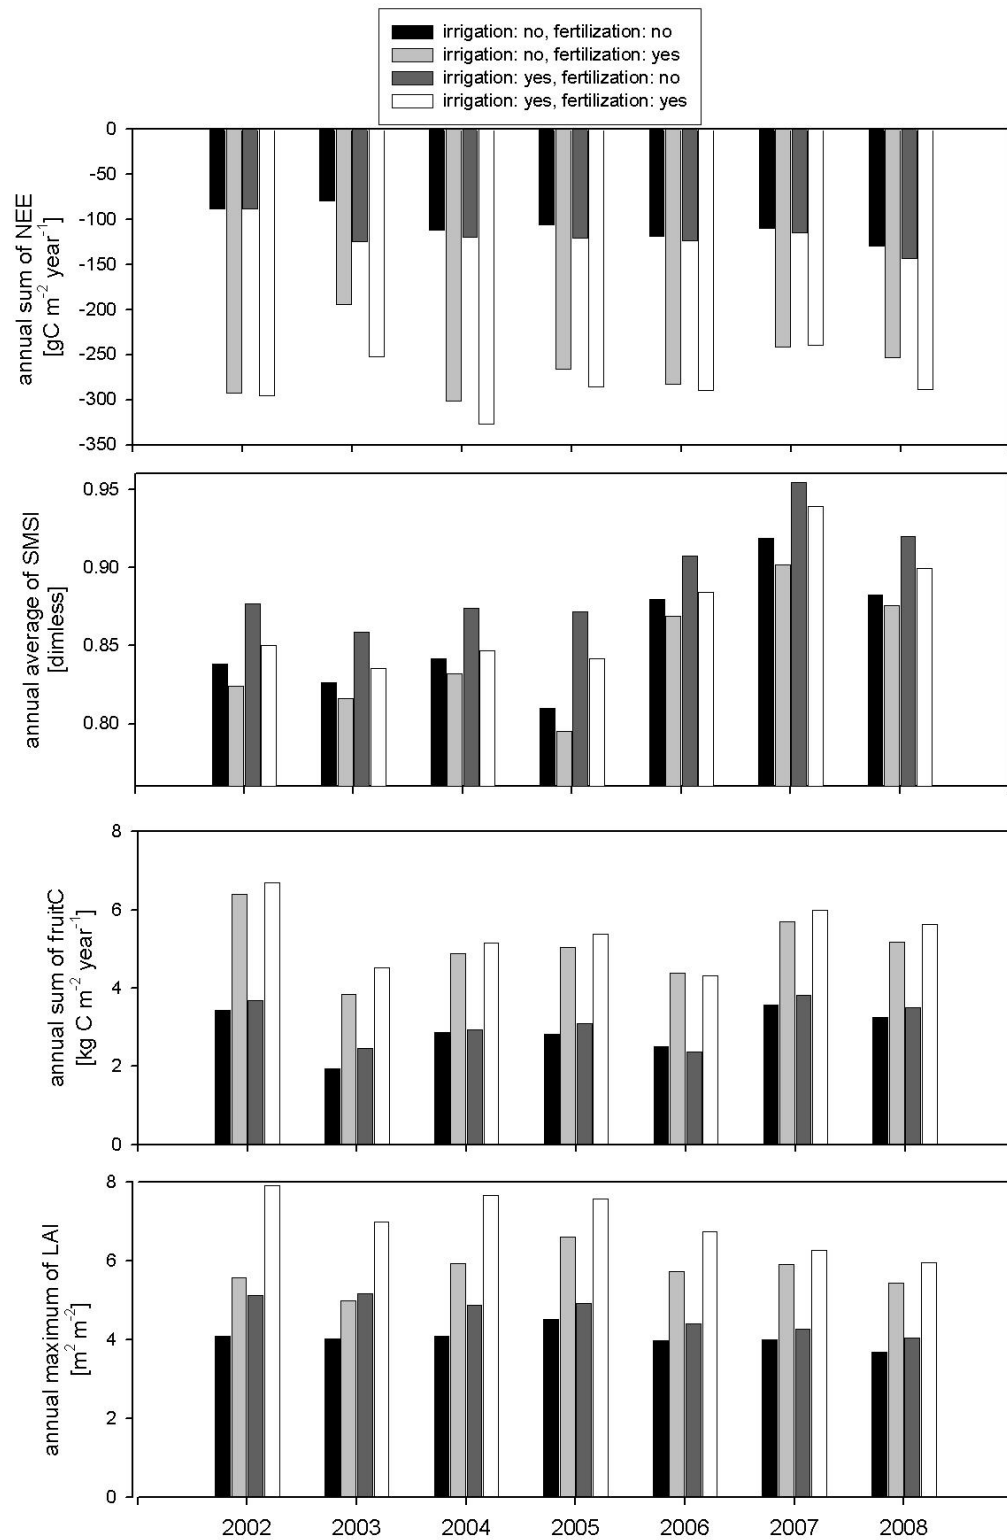 irrigation: no, fertilization: no
irrigation: no, fertilization: yes
irrigation: yes, fertilization: no
irrigation: yes, fertilization: yes
annual sum of NEE
[gC m⁻² year⁻¹]
0
-50
-100
-150
-200
-250
-300
-350
annual average of SMSI
[dimless]
0.95
0.90
0.85
0.80
annual sum of fruitC
[kg C m⁻² year⁻¹]
8
6
4
2
0
annual maximum of LAI
[m² m⁻²]
8
6
4
2
0
2002 2003 2004 2005 2006 2007 2008